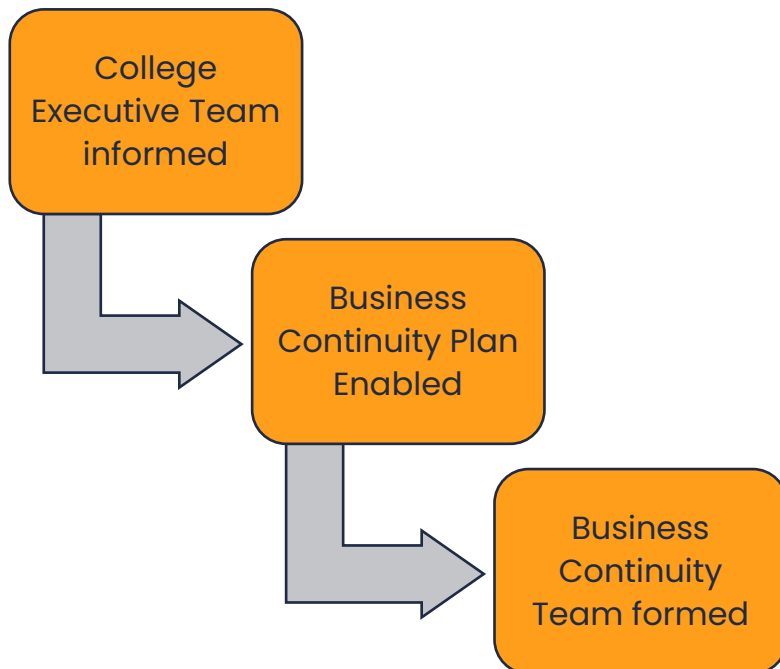 College
Executive Team
informed
Business
Continuity Plan
Enabled
Business
Continuity
Team formed